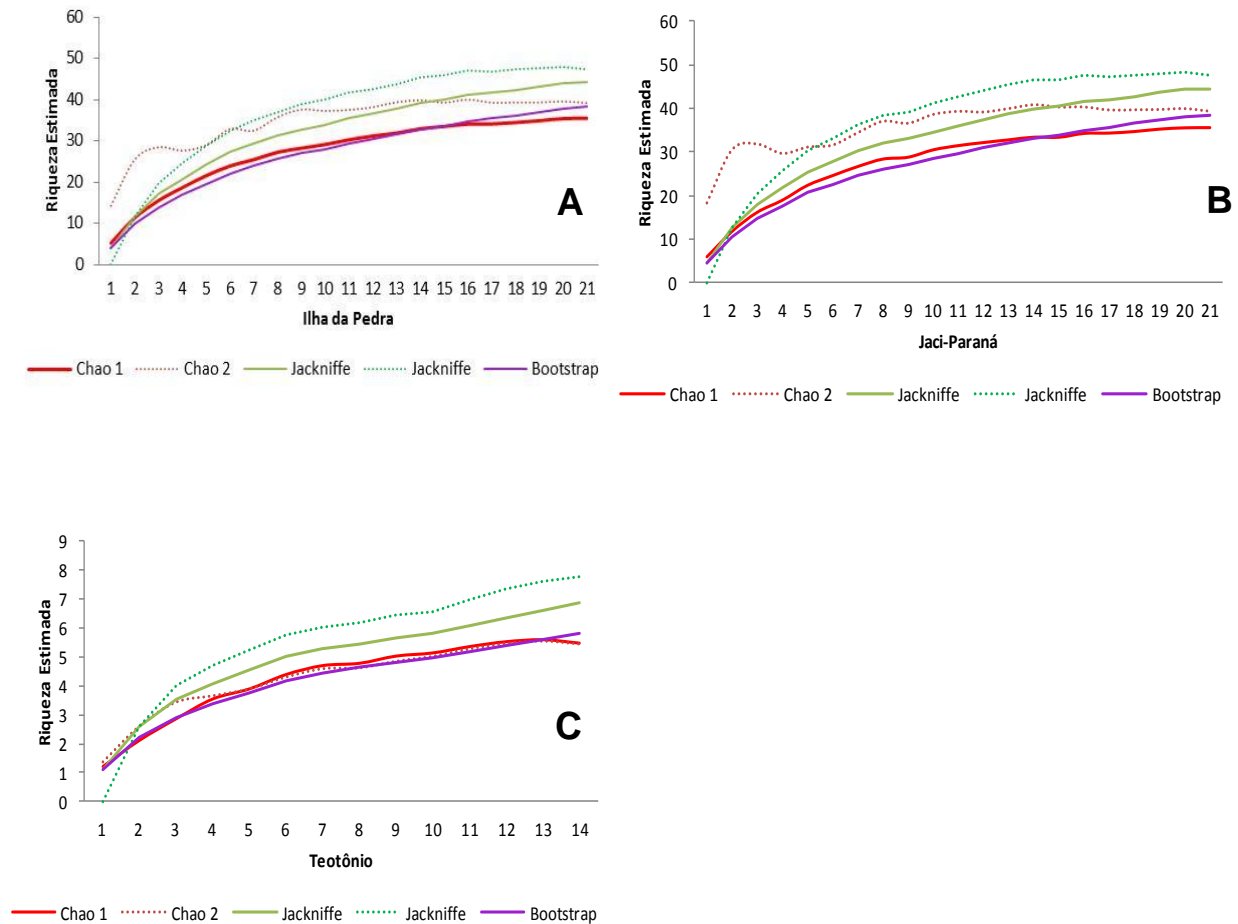 60
50
40
30
20
10
0
Riqueza Estimada
A
1 2 3 4 5 6 7 8 9 10 11 12 13 14 15 16 17 18 19 20 21
Ilha da Pedra
Chao 1 Chao 2 Jackniffe Jackniffe Bootstrap
60
50
40
30
20
10
0
Riqueza Estimada
B
1 2 3 4 5 6 7 8 9 10 11 12 13 14 15 16 17 18 19 20 21
Jaci-Paraná
Chao 1 Chao 2 Jackniffe Jackniffe Bootstrap
9
8
7
6
5
4
3
2
1
0
Riqueza Estimada
C
1 2 3 4 5 6 7 8 9 10 11 12 13 14
Teotônio
Chao 1 Chao 2 Jackniffe Jackniffe Bootstrap